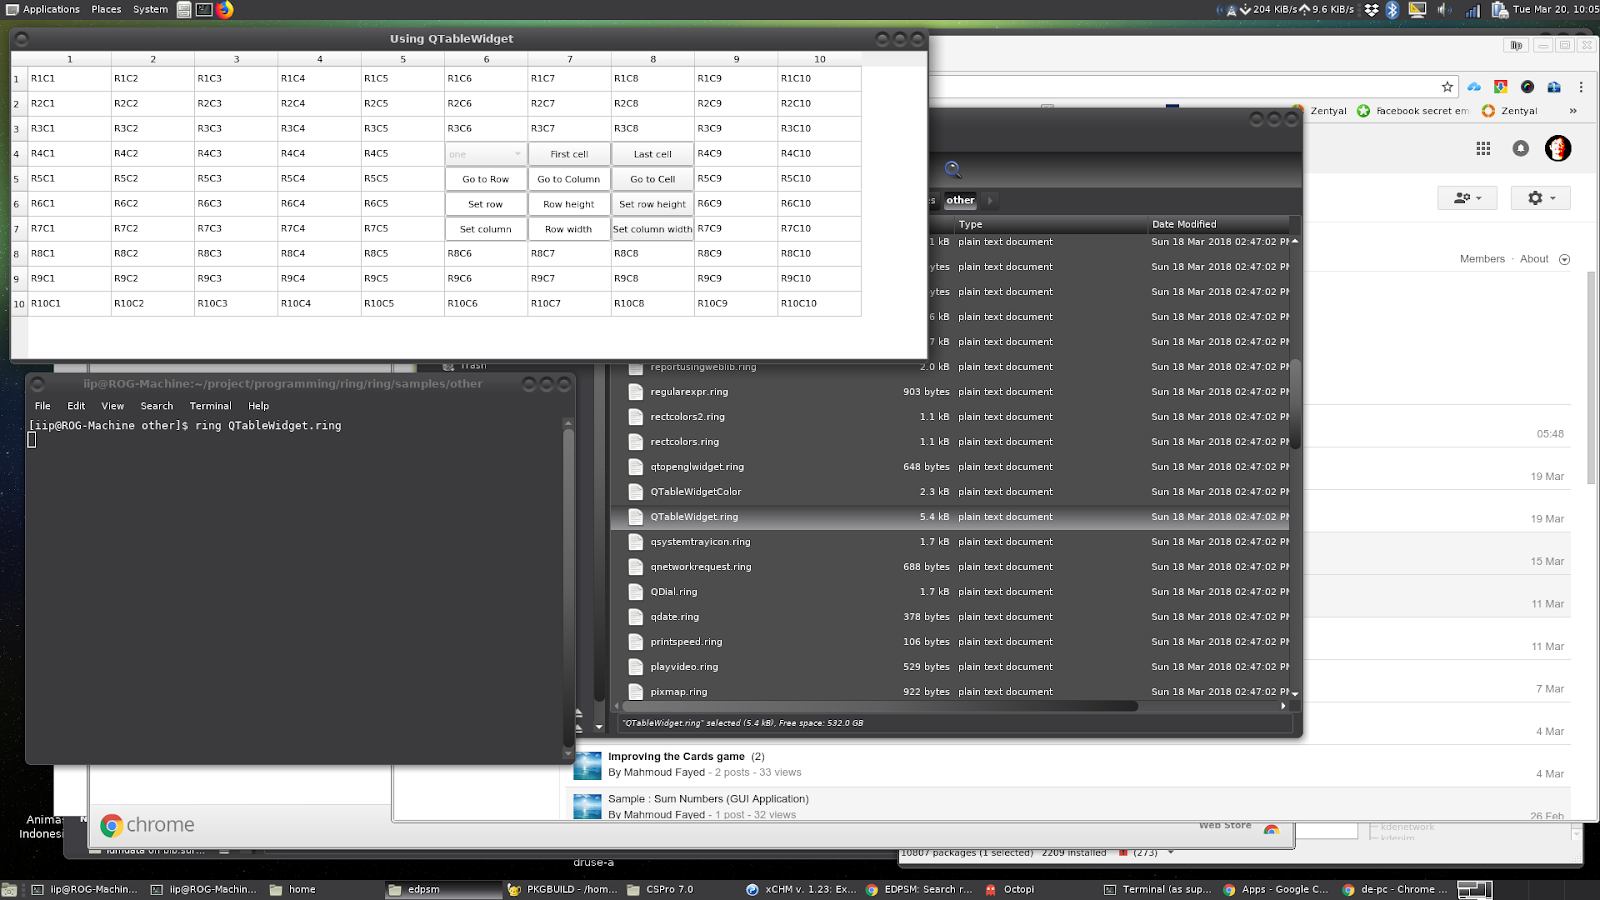 Applications Places System 204 KiB/s 9.6 KiB/s Tue Mar 20, 10:05
Using QTableWidget
1 2 3 4 5 6 7 8 9 10
1 R1C1 R1C2 R1C3 R1C4 R1C5 R1C6 R1C7 R1C8 R1C9 R1C10
2 R2C1 R2C2 R2C3 R2C4 R2C5 R2C6 R2C7 R2C8 R2C9 R2C10
3 R3C1 R3C2 R3C3 R3C4 R3C5 R3C6 R3C7 R3C8 R3C9 R3C10
4 R4C1 R4C2 R4C3 R4C4 R4C5 one First cell Last cell R4C9 R4C10
5 R5C1 R5C2 R5C3 R5C4 R5C5 Go to Row Go to Column Go to Cell R5C9 R5C10
6 R6C1 R6C2 R6C3 R6C4 R6C5 Set row Row height Set row height R6C9 R6C10
7 R7C1 R7C2 R7C3 R7C4 R7C5 Set column Row width Set column width R7C9 R7C10
8 R8C1 R8C2 R8C3 R8C4 R8C5 R8C6 R8C7 R8C8 R8C9 R8C10
9 R9C1 R9C2 R9C3 R9C4 R9C5 R9C6 R9C7 R9C8 R9C9 R9C10
10 R10C1 R10C2 R10C3 R10C4 R10C5 R10C6 R10C7 R10C8 R10C9 R10C10
iip
Zentyal Facebook secret em Zentyal »
Members · About
05:48
19 Mar
19 Mar
15 Mar
11 Mar
11 Mar
7 Mar
4 Mar
4 Mar
26 Feb
other
Type Date Modified
1 kB plain text document Sun 18 Mar 2018 02:47:02 PM
ytes plain text document Sun 18 Mar 2018 02:47:02 PM
ytes plain text document Sun 18 Mar 2018 02:47:02 PM
6 kB plain text document Sun 18 Mar 2018 02:47:02 PM
7 kB plain text document Sun 18 Mar 2018 02:47:02 PM
Trash
reportusingweblib.ring 2.0 kB plain text document Sun 18 Mar 2018 02:47:02 PM
regularexpr.ring 903 bytes plain text document Sun 18 Mar 2018 02:47:02 PM
rectcolors2.ring 1.1 kB plain text document Sun 18 Mar 2018 02:47:02 PM
rectcolors.ring 1.1 kB plain text document Sun 18 Mar 2018 02:47:02 PM
qtopenglwidget.ring 648 bytes plain text document Sun 18 Mar 2018 02:47:02 PM
QTableWidgetColor 2.3 kB plain text document Sun 18 Mar 2018 02:47:02 PM
QTableWidget.ring 5.4 kB plain text document Sun 18 Mar 2018 02:47:02 PM
qsystemtrayicon.ring 1.7 kB plain text document Sun 18 Mar 2018 02:47:02 PM
qnetworkrequest.ring 688 bytes plain text document Sun 18 Mar 2018 02:47:02 PM
QDial.ring 1.7 kB plain text document Sun 18 Mar 2018 02:47:02 PM
qdate.ring 378 bytes plain text document Sun 18 Mar 2018 02:47:02 PM
printspeed.ring 106 bytes plain text document Sun 18 Mar 2018 02:47:02 PM
playvideo.ring 529 bytes plain text document Sun 18 Mar 2018 02:47:02 PM
pixmap.ring 922 bytes plain text document Sun 18 Mar 2018 02:47:02 PM
"QTableWidget.ring" selected (5.4 kB), Free space: 532.0 GB
iip@ROG-Machine:~/project/programming/ring/ring/samples/other
File Edit View Search Terminal Help
[iip@ROG-Machine other]$ ring QTableWidget.ring
Improving the Cards game (2)
By Mahmoud Fayed - 2 posts - 33 views
Sample : Sum Numbers (GUI Application)
By Mahmoud Fayed - 1 post - 32 views
chrome
Web Store
kdenetwork
Indonesi
10807 packages (1 selected) 2209 installed (273)
druse-a
iip@ROG-Machin... iip@ROG-Machine... home edpsm PKGBUILD - /hom... CSPro 7.0 xCHM v. 1.23: Ex... EDPSM: Search r... Octopi Terminal (as sup... Apps - Google C... de-pc - Chrome ...